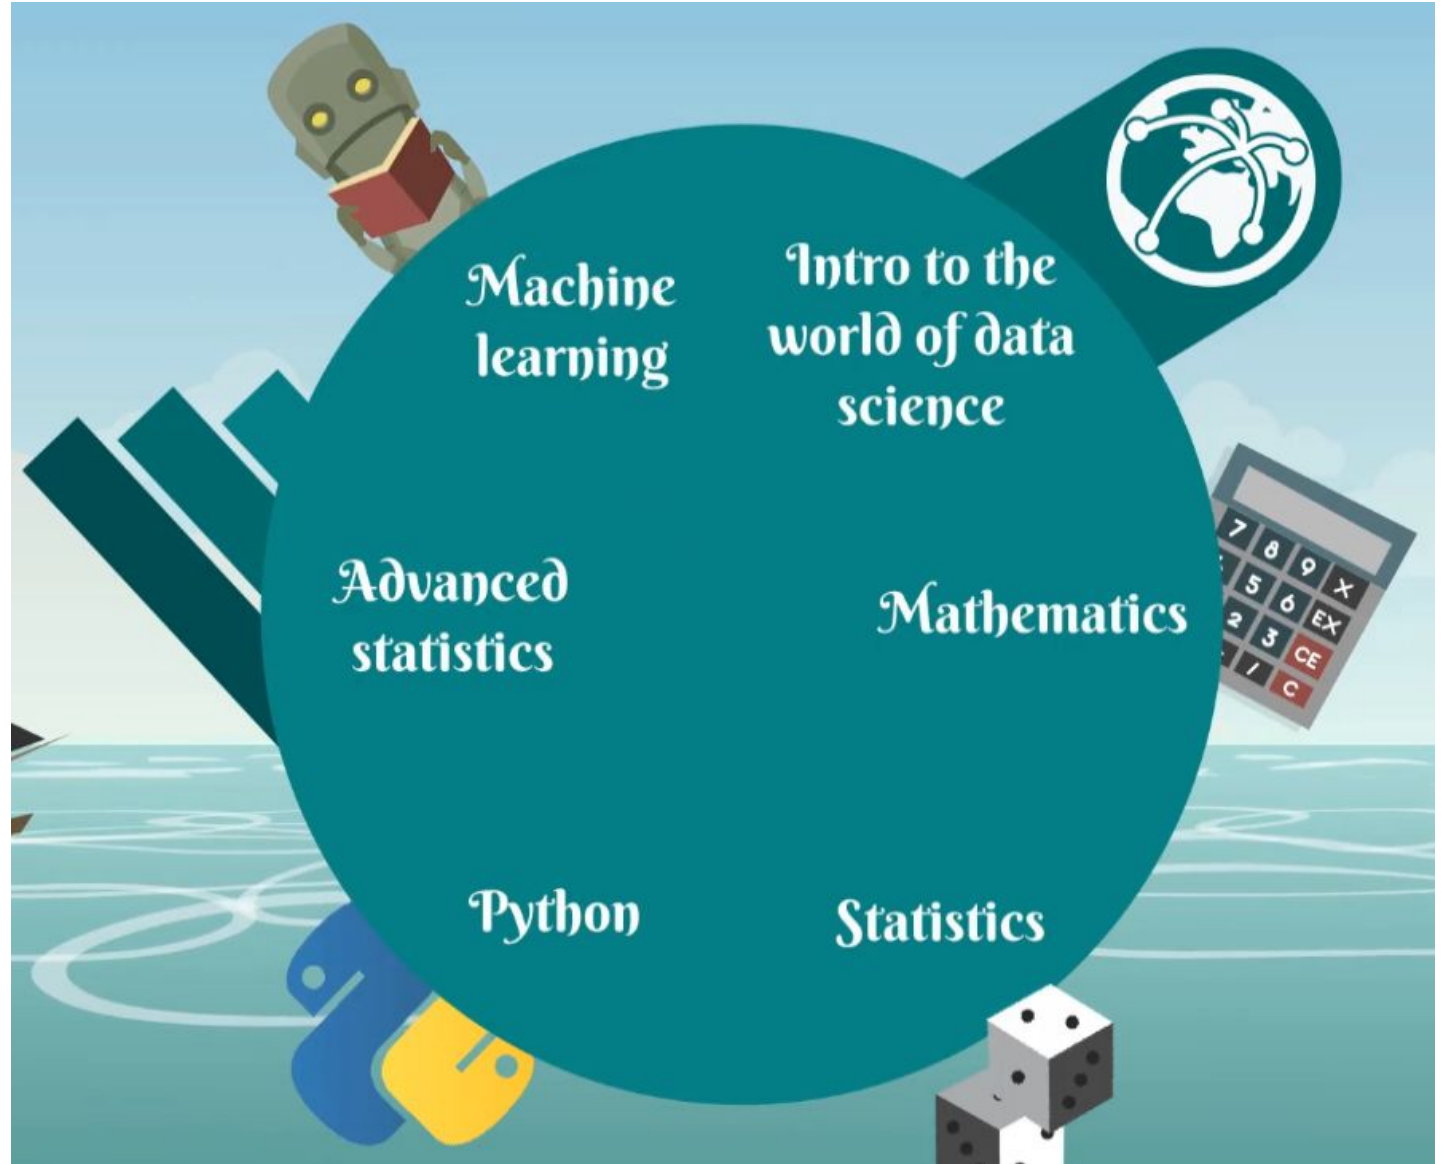 Machine
learning
Intro to the
world of data
science
Advanced
statistics
Mathematics
Python
Statistics
7 8 9 X
5 6 EX
2 3 CE
/ C